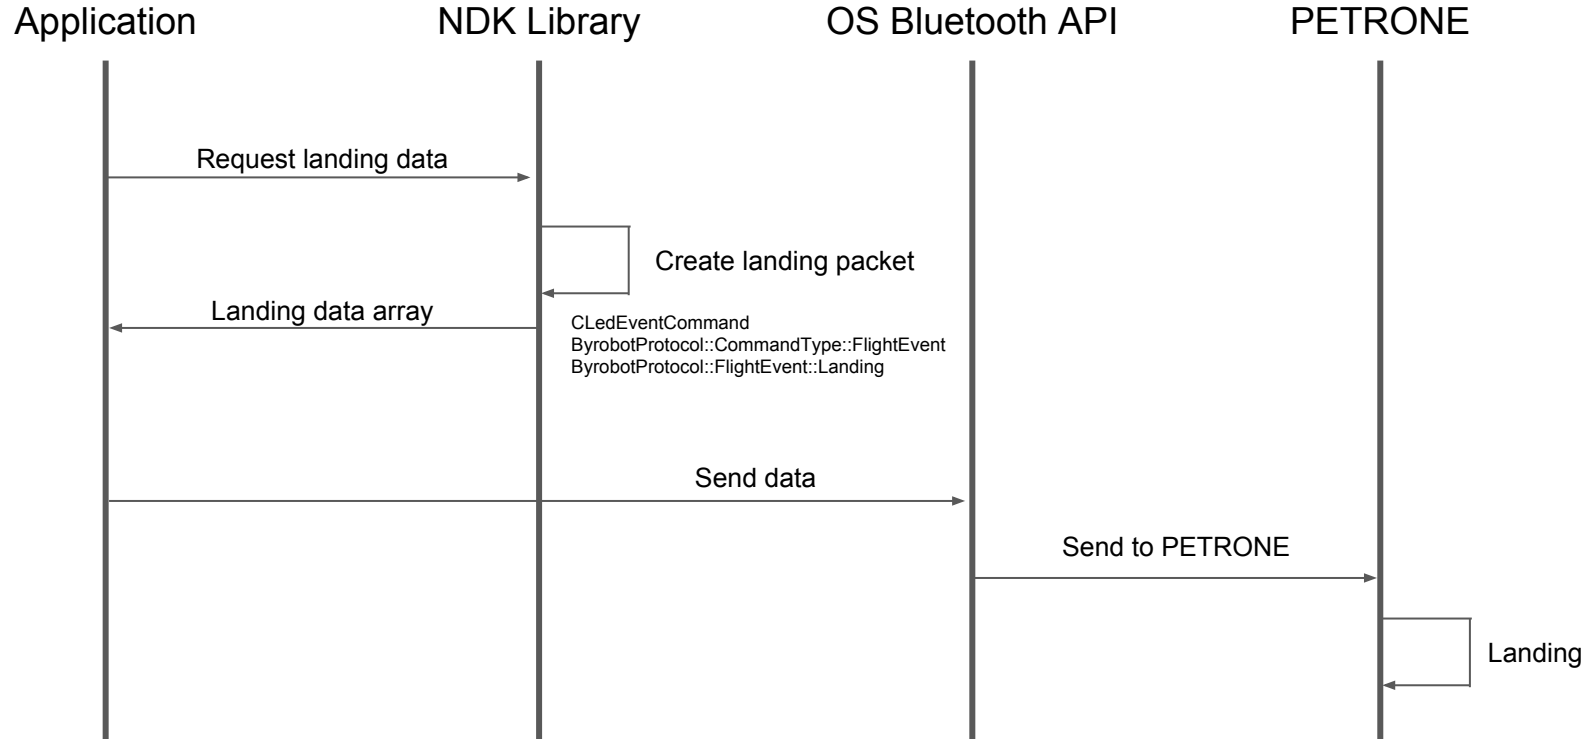 Application
NDK Library
OS Bluetooth API
PETRONE
Request landing data
Create landing packet
Landing data array
CLedEventCommand
ByrobotProtocol::CommandType::FlightEvent
ByrobotProtocol::FlightEvent::Landing
Send data
Send to PETRONE
Landing